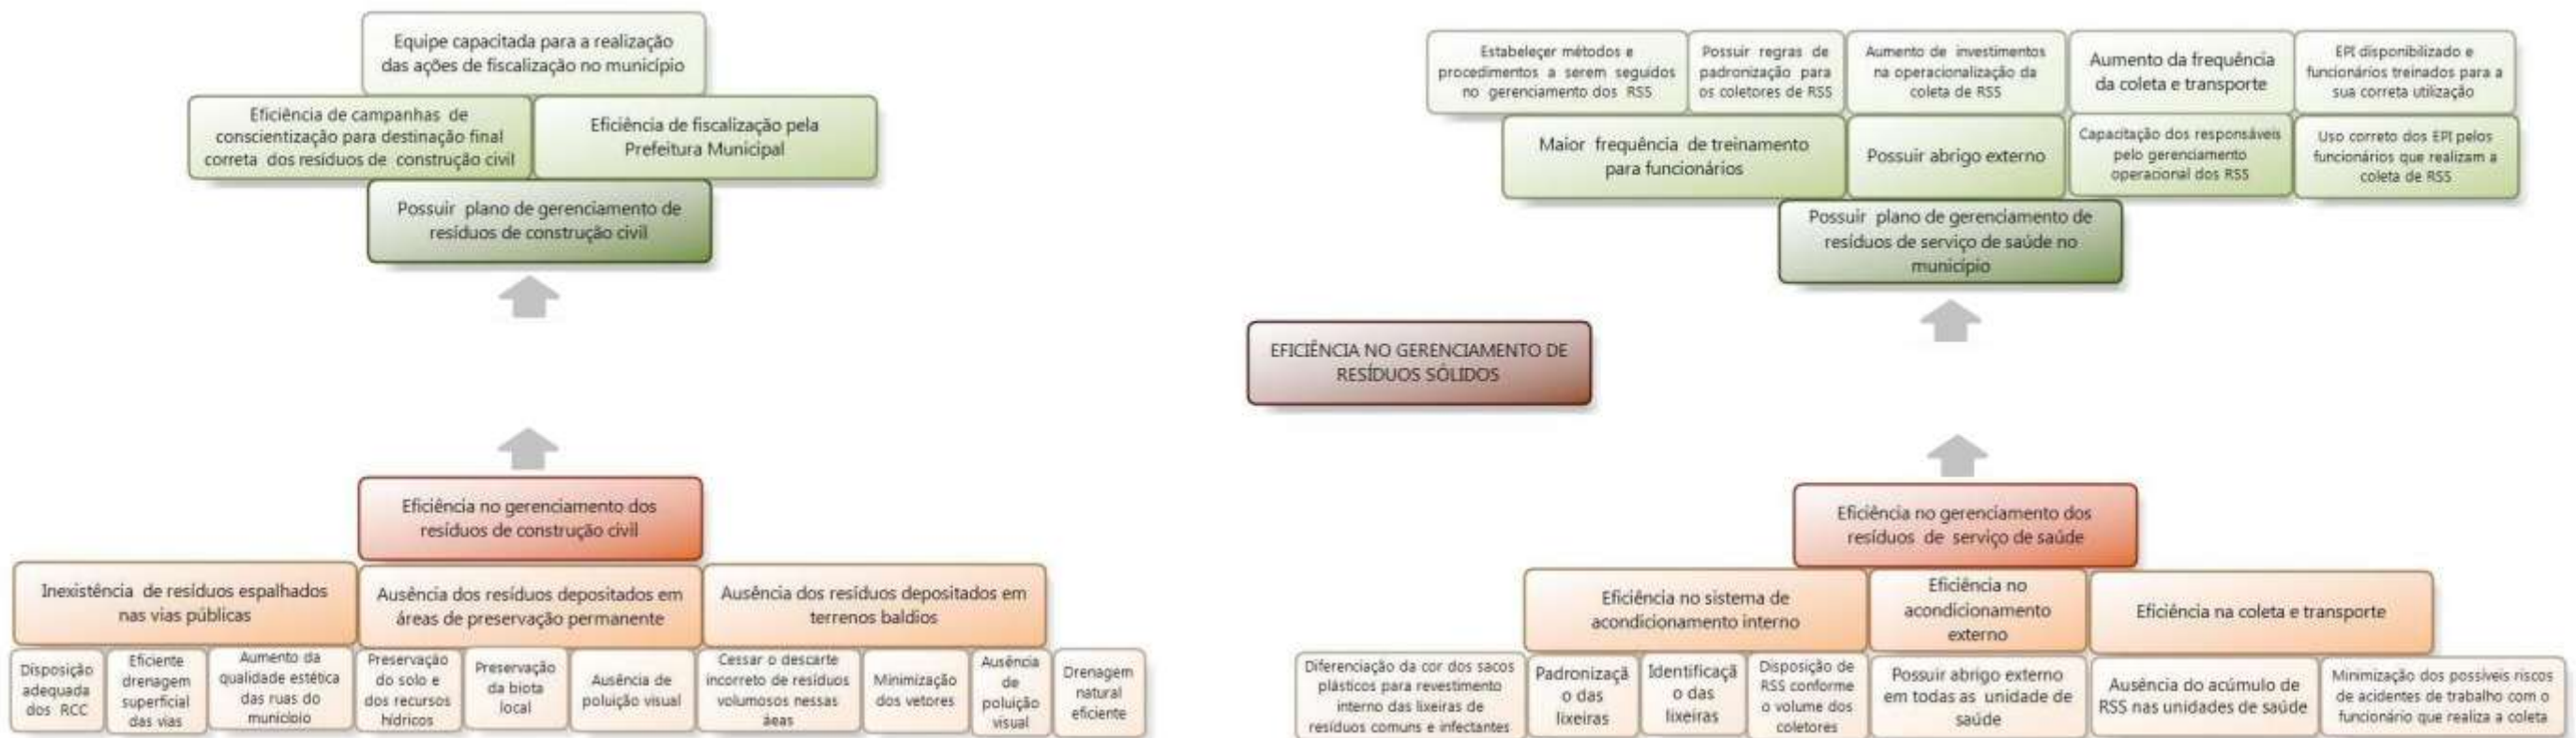 Equipe capacitada para a realização
das ações de fiscalização no município
Eficiência de campanhas de
conscientização para destinação final
correta dos resíduos de construção civil
Eficiência de fiscalização pela
Prefeitura Municipal
Possuir plano de gerenciamento de
resíduos de construção civil
Eficiência no gerenciamento dos
resíduos de construção civil
Inexistência de resíduos espalhados
nas vias públicas
Ausência dos resíduos depositados em
áreas de preservação permanente
Ausência dos resíduos depositados em
terrenos baldios
Disposição
adequada
dos RCC
Eficiente
drenagem
superficial
das vias
Aumento da
qualidade estética
das ruas do
município
Preservação
do solo e
dos recursos
hídricos
Preservação
da biota
local
Ausência de
poluição visual
Cessar o descarte
incorreto de resíduos
volumosos nessas
áeas
Minimização
dos vetores
Ausência
de
poluição
visual
Drenagem
natural
eficiente
EFICIÊNCIA NO GERENCIAMENTO DE
RESÍDUOS SÓLIDOS
Estabeleçer métodos e
procedimentos a serem seguidos
no gerenciamento dos RSS
Possuir regras de
padronização para
os coletores de RSS
Aumento de investimentos
na operacionalização da
coleta de RSS
Aumento da frequência
da coleta e transporte
EPI disponibilizado e
funcionários treinados para a
sua correta utilização
Maior frequência de treinamento
para funcionários
Possuir abrigo externo
Capacitação dos responsáveis
pelo gerenciamento
operacional dos RSS
Uso correto dos EPI pelos
funcionários que realizam a
coleta de RSS
Possuir plano de gerenciamento de
resíduos de serviço de saúde no
município
Eficiência no gerenciamento dos
resíduos de serviço de saúde
Eficiência no sistema de
acondicionamento interno
Eficiência no
acondicionamento
externo
Eficiência na coleta e transporte
Diferenciação da cor dos sacos
plásticos para revestimento
interno das lixeiras de
resíduos comuns e infectantes
Padronizaçã
o das
lixeiras
Identificaçã
o das
lixeiras
Disposição de
RSS conforme
o volume dos
coletores
Possuir abrigo externo
em todas as unidade de
saúde
Ausência do acúmulo de
RSS nas unidades de saúde
Minimização dos possíveis riscos
de acidentes de trabalho com o
funcionário que realiza a coleta